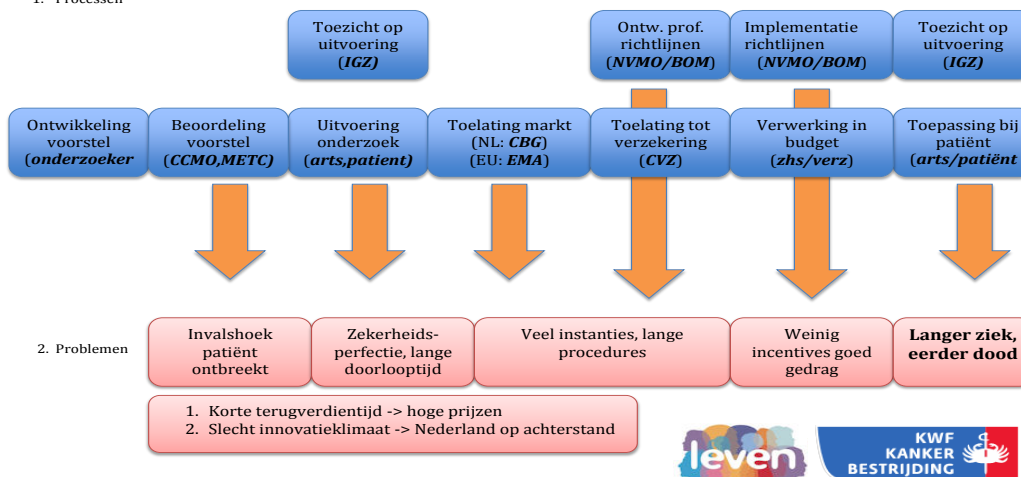 1. Processen
Toezicht op
uitvoering
(IGZ)
Ontw. prof.
richtlijnen
(NVMO/BOM)
Implementatie
richtlijnen
(NVMO/BOM)
Toezicht op
uitvoering
(IGZ)
Ontwikkeling
voorstel
(onderzoeker
Beoordeling
voorstel
(CCMO,METC)
Uitvoering
onderzoek
(arts,patient)
Toelating markt
(NL: CBG)
(EU: EMA)
Toelating tot
verzekering
(CVZ)
Verwerking in
budget
(zhs/verz)
Toepassing bij
patiënt
(arts/patiënt)
2. Problemen
Invalshoek
patiënt
ontbreekt
Zekerheids-
perfectie, lange
doorlooptijd
Veel instanties, lange
procedures
Weinig
incentives goed
gedrag
Langer ziek,
eerder dood
1. Korte terugverdientijd -> hoge prijzen
2. Slecht innovatieklimaat -> Nederland op achterstand
leven
KWF
KANKER
BESTRIJDING